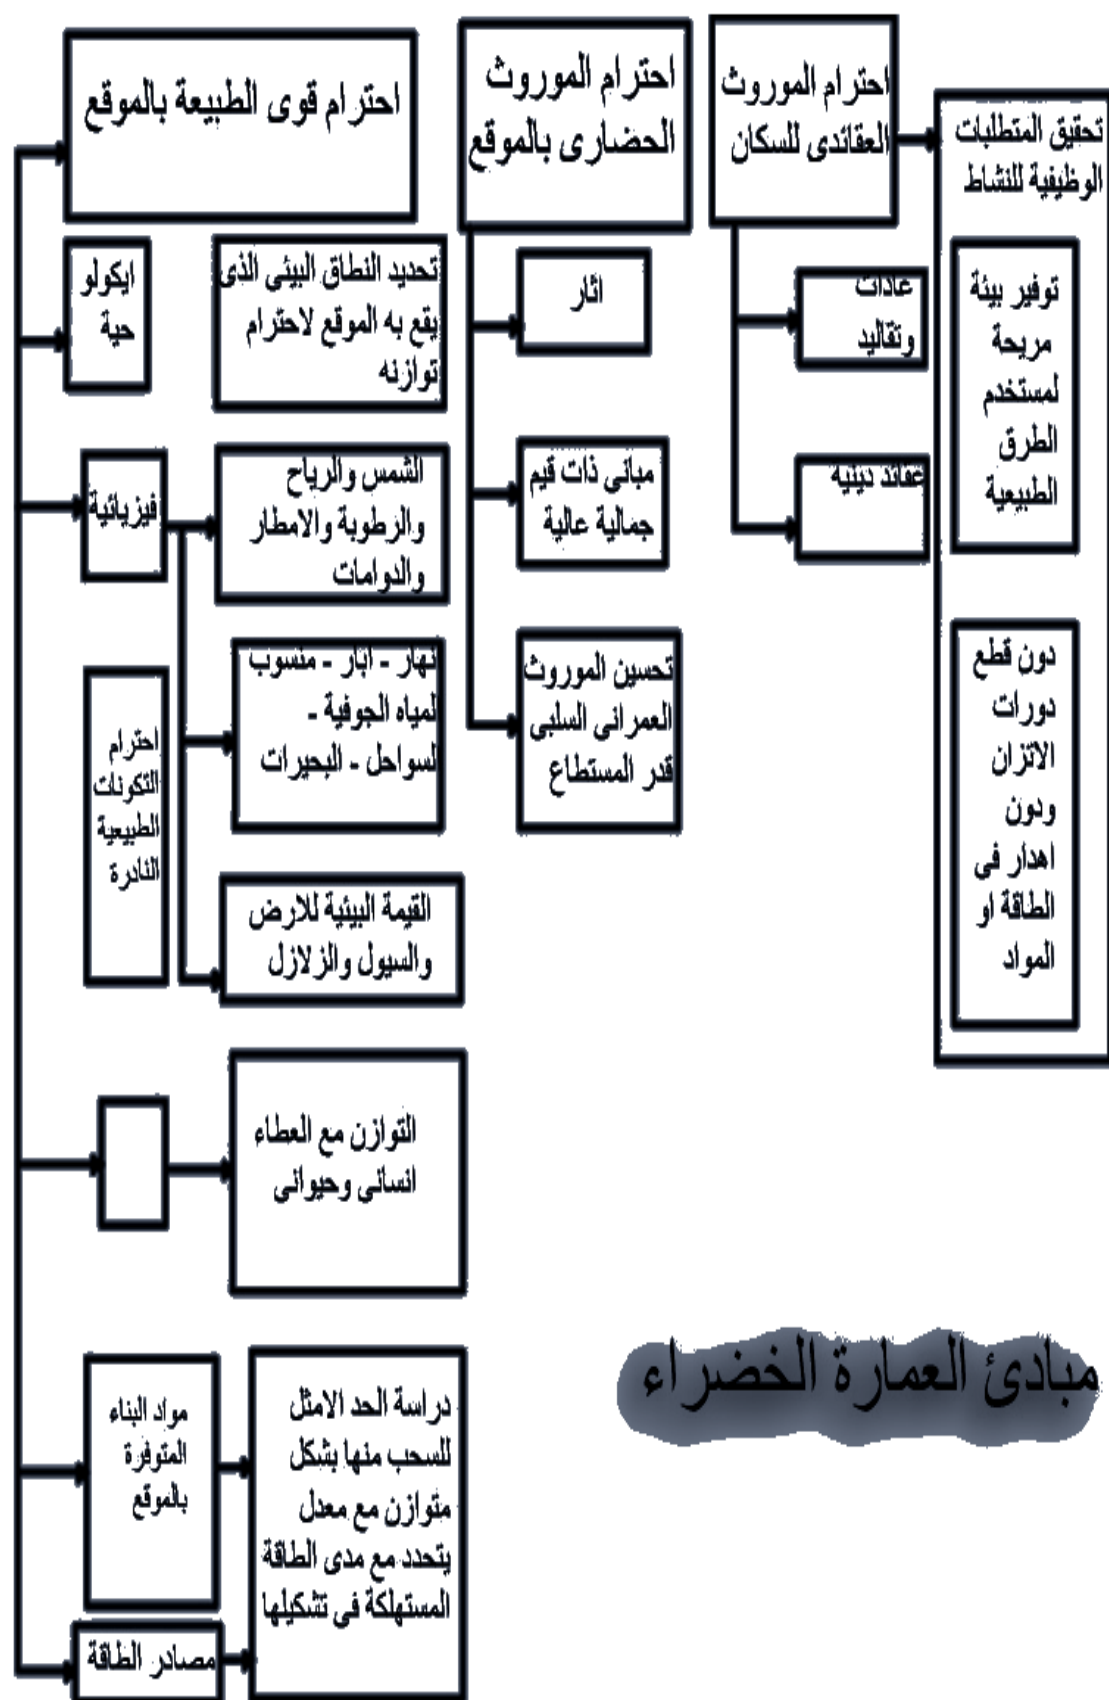 احترام قوى الطبيعة بالموقع
احترام الموروث
الحضارى بالموقع
احترام الموروث
العقائدى للسكان
تحقيق المتطلبات
الوظيفية للنشاط
توفير بيئة
مريحة
لمستخدم
الطرق
الطبيعية
دون قطع
دورات
الاتزان
ودون
اهدار فى
الطاقة او
المواد
عادات
وتقاليد
عقائد دينيه
اثار
مبانى ذات قيم
جمالية عالية
تحسين الموروث
العمرانى السلبى
قدر المستطاع
ايكولو
حية
تحديد النطاق البيئى الذى
يقع به الموقع لاحترام
توازنه
فيزيائية
الشمس والرياح
والرطوبة والامطار
والدوامات
نهار - ابار - منسوب
لمياه الجوفية -
لسواحل - البحيرات
احترام
التكونات
الطبيعية
النادرة
القيمة البيئية للارض
والسيول والزلازل
التوازن مع العطاء
انسانى وحيوانى
مواد البناء
المتوفرة
بالموقع
دراسة الحد الامثل
للسحب منها بشكل
متوازن مع معدل
يتحدد مع مدى الطاقة
المستهلكة فى تشكيلها
مصادر الطاقة
مبادئ العمارة الخضراء